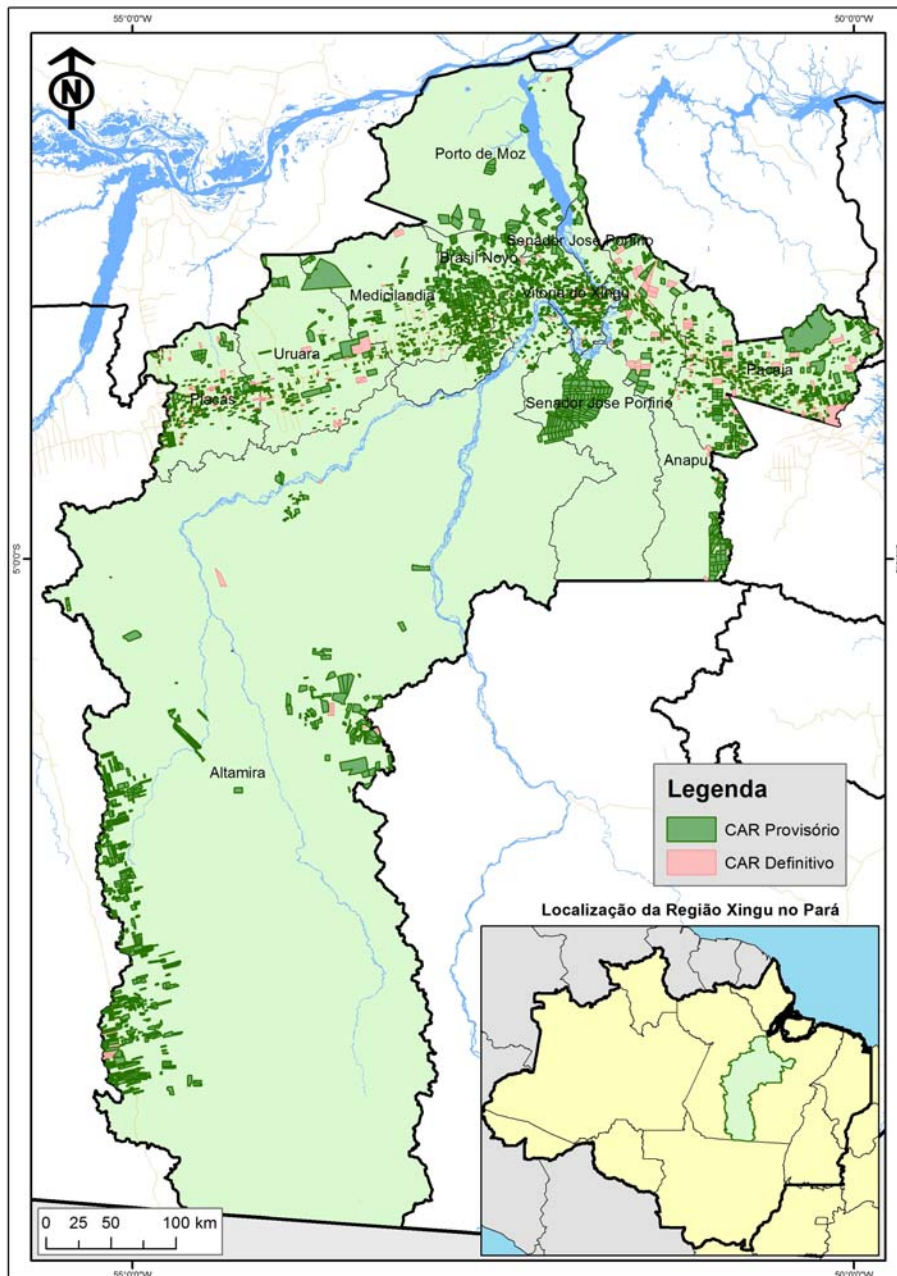 55°0'0"W
50°0'0"W
N
Porto de Moz
Senador Jose Porfirio
Brasil Novo
Vitoria do Xingu
Medicilandia
Uruara
Pacaja
Placas
Senador Jose Porfirio
Anapu
5°0'0"S
Altamira
Legenda
CAR Provisório
CAR Definitivo
Localização da Região Xingu no Pará
0 25 50 100 km
55°0'0"W
50°0'0"W